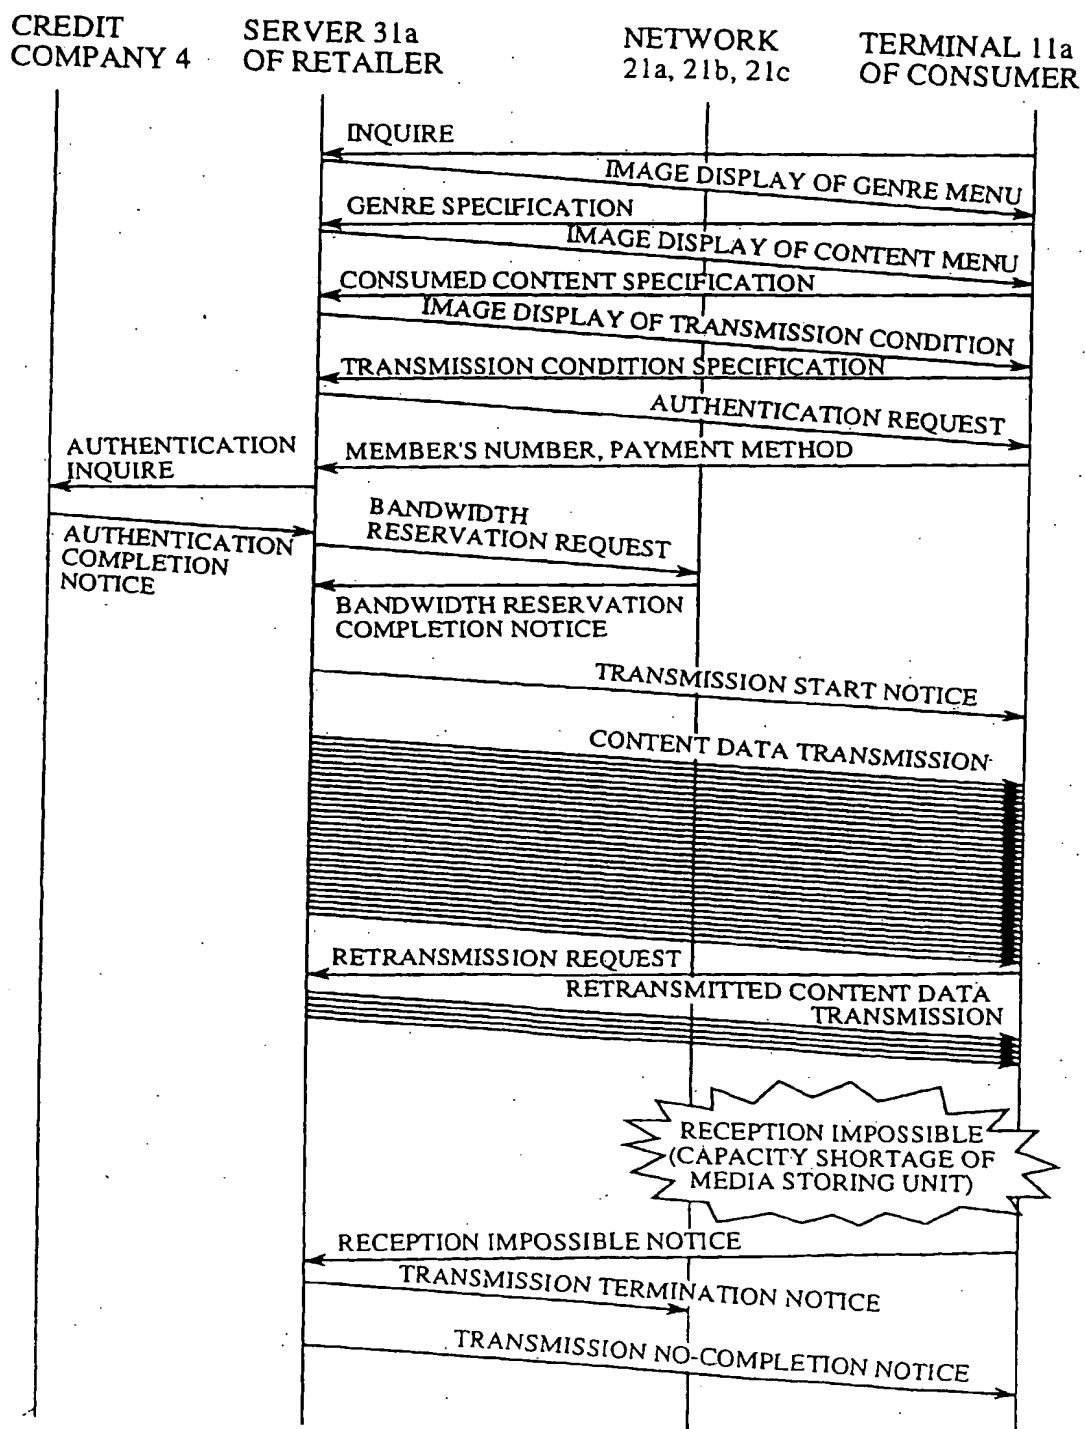 CREDIT
COMPANY 4
SERVER 31a
OF RETAILER
NETWORK
21a, 21b, 21c
TERMINAL 11a
OF CONSUMER
INQUIRE
IMAGE DISPLAY OF GENRE MENU
GENRE SPECIFICATION
IMAGE DISPLAY OF CONTENT MENU
CONSUMED CONTENT SPECIFICATION
IMAGE DISPLAY OF TRANSMISSION CONDITION
TRANSMISSION CONDITION SPECIFICATION
AUTHENTICATION REQUEST
MEMBER'S NUMBER, PAYMENT METHOD
AUTHENTICATION
INQUIRE
AUTHENTICATION
COMPLETION
NOTICE
BANDWIDTH
RESERVATION REQUEST
BANDWIDTH RESERVATION
COMPLETION NOTICE
TRANSMISSION START NOTICE
CONTENT DATA TRANSMISSION
RETRANSMISSION REQUEST
RETRANSMITTED CONTENT DATA
TRANSMISSION
RECEPTION IMPOSSIBLE
(CAPACITY SHORTAGE OF
MEDIA STORING UNIT)
RECEPTION IMPOSSIBLE NOTICE
TRANSMISSION TERMINATION NOTICE
TRANSMISSION NO-COMPLETION NOTICE